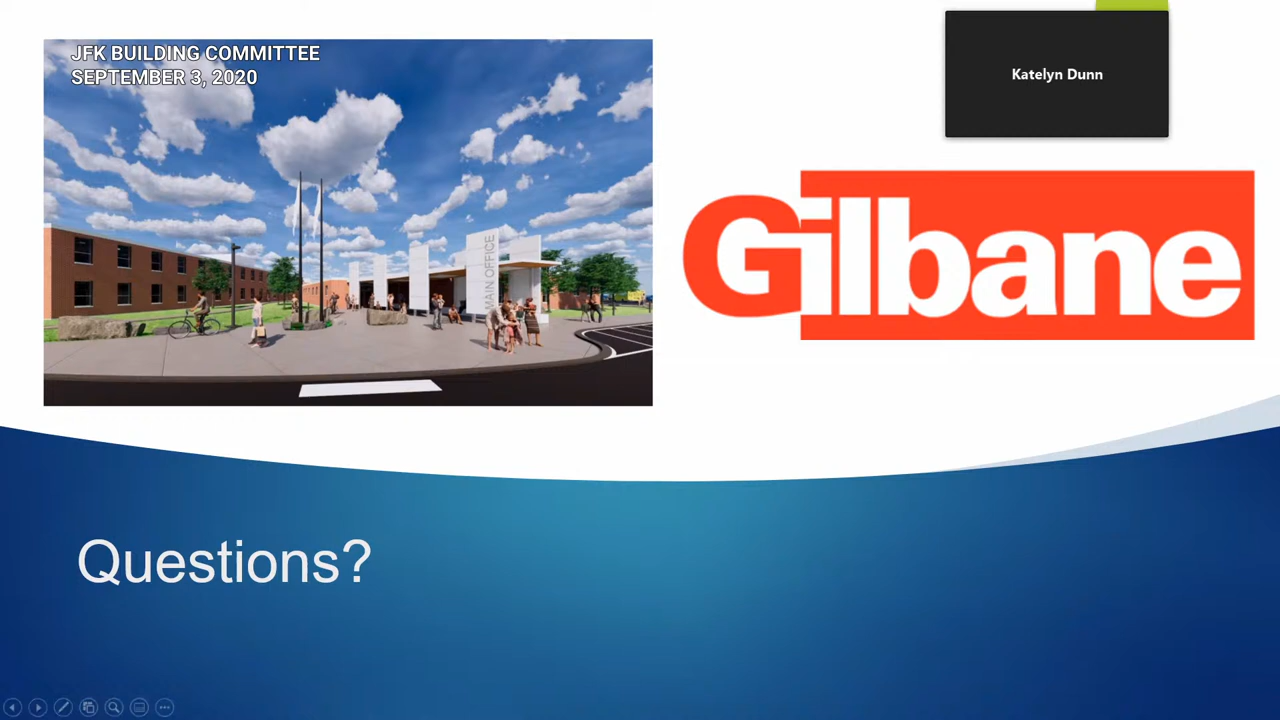 JFK BUILDING COMMITTEE
SEPTEMBER 3, 2020
Katelyn Dunn
Gilbane
MAIN OFFICE
Questions?